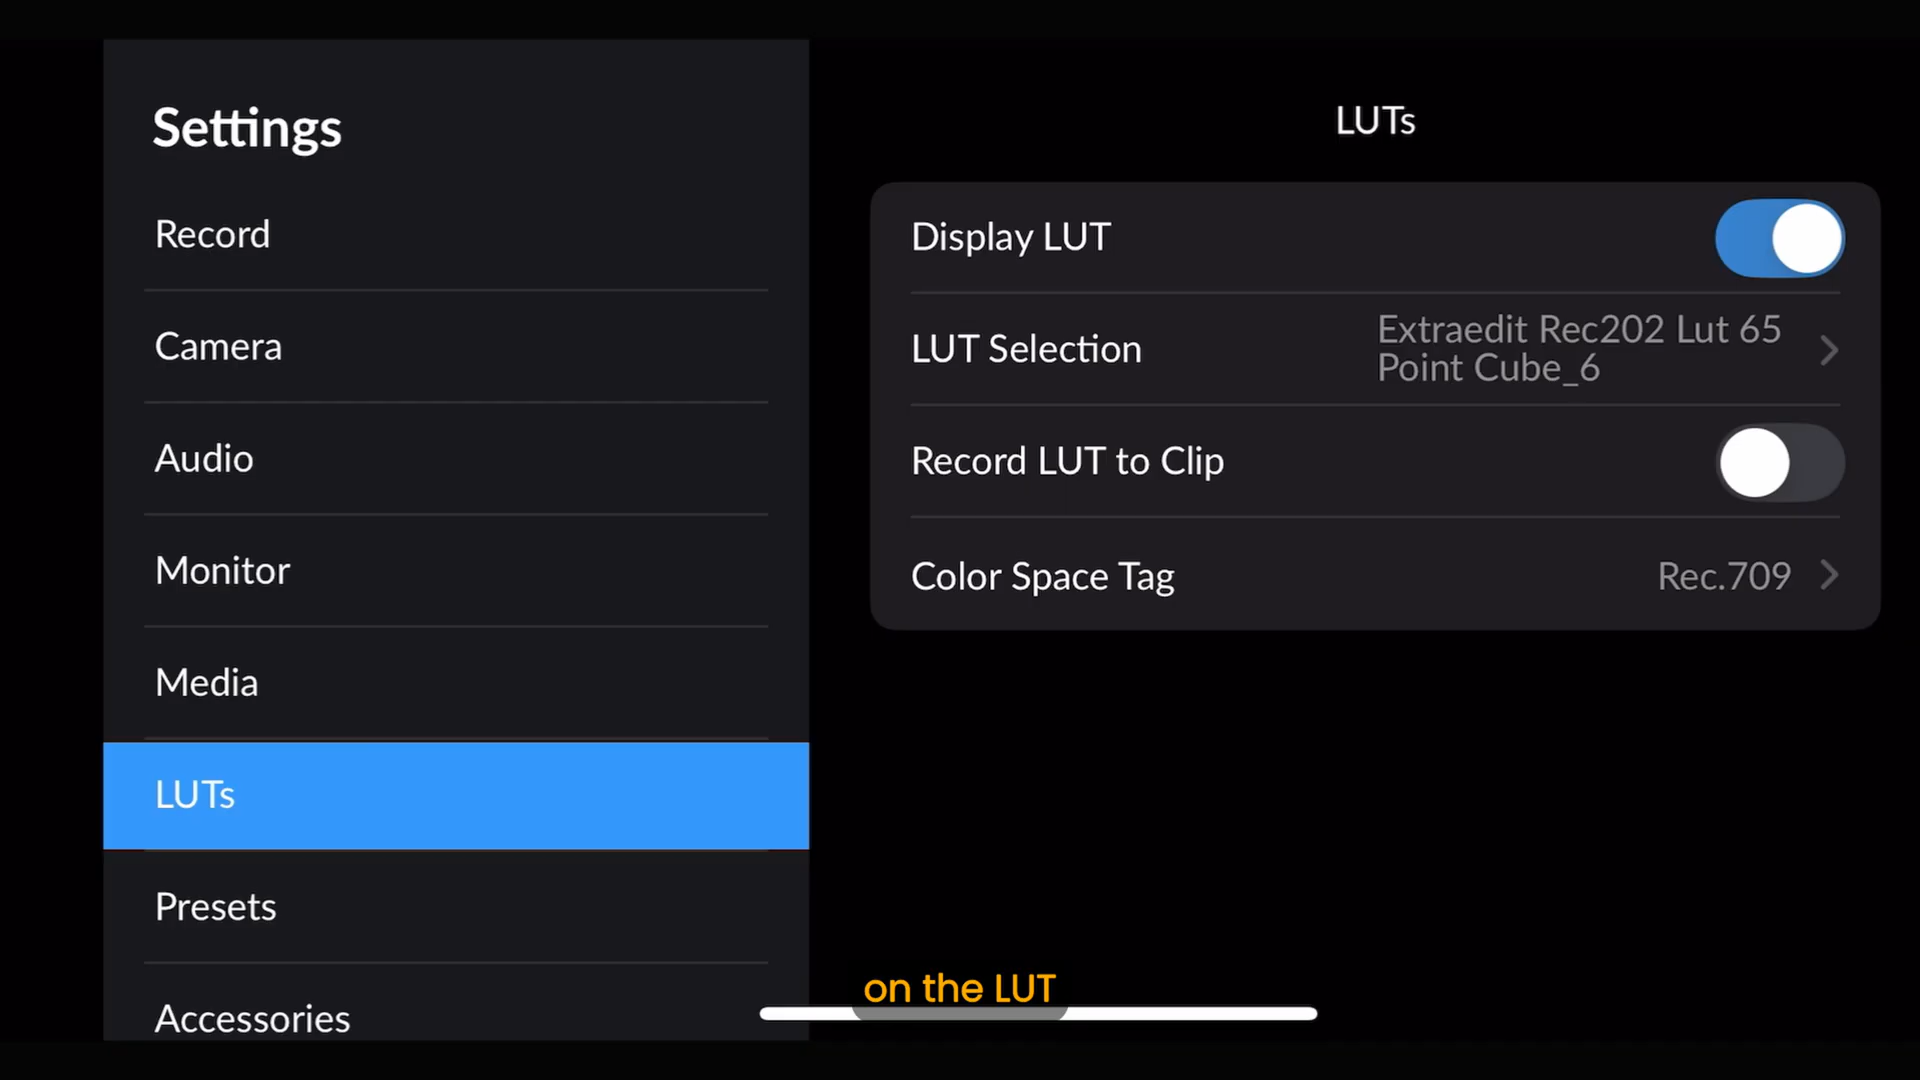 Settings
Record
Camera
Audio
Monitor
Media
LUTs
Presets
Accessories
LUTs
Display LUT
LUT Selection
Extraedit Rec202 Lut 65
Point Cube_6
Record LUT to Clip
Color Space Tag
Rec.709
on the LUT